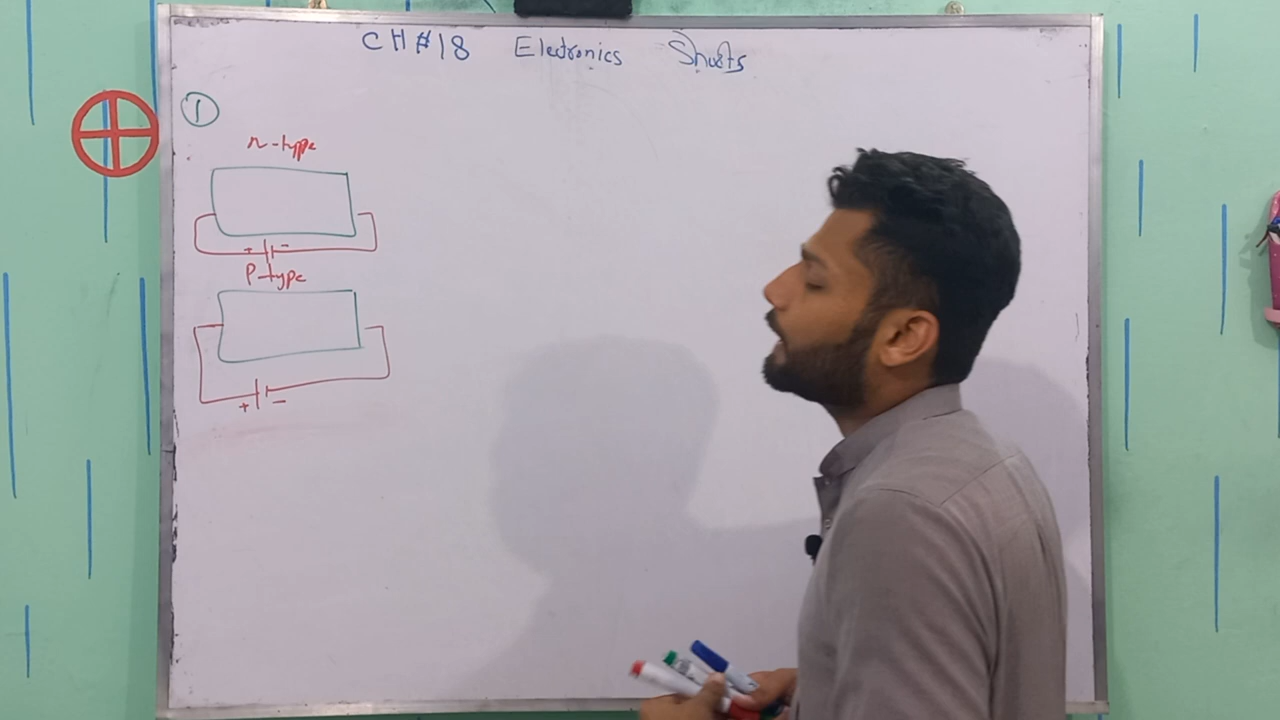 CH#18 Electronics Shorts
1
n-type
+ -
P-type
+ -